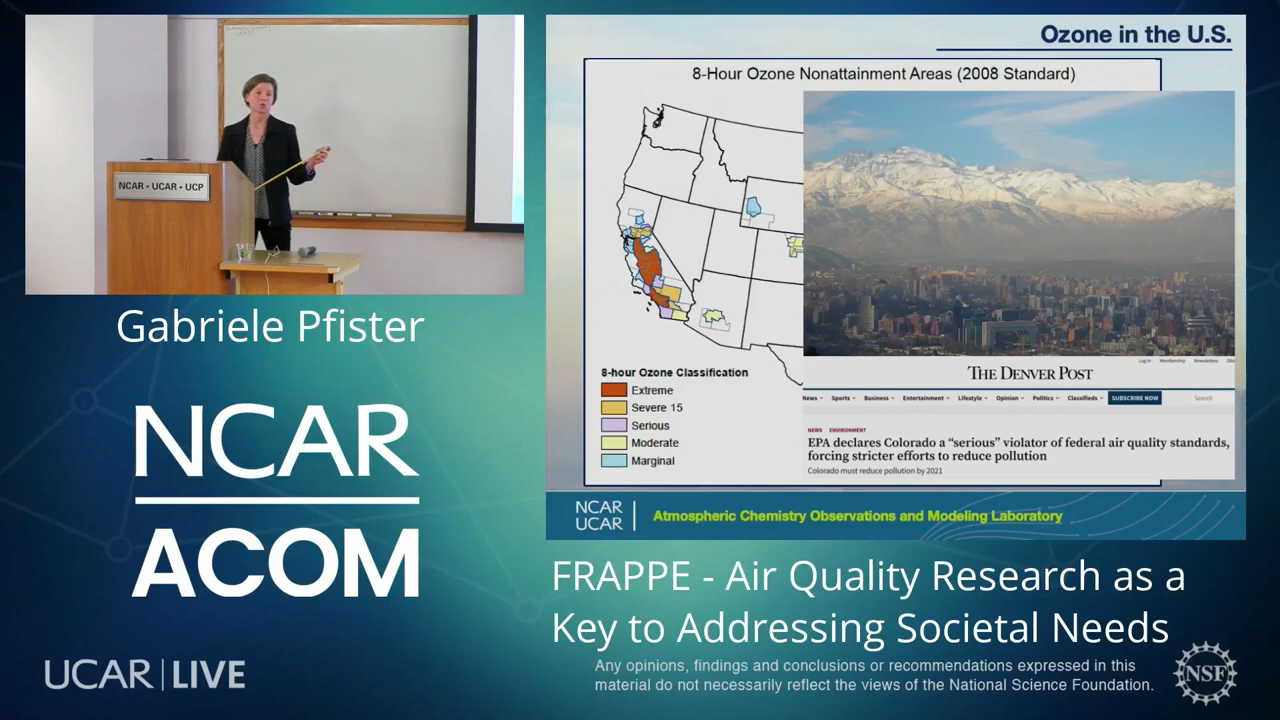 NCAR • UCAR • UCP
Gabriele Pfister
NCAR
ACOM
UCAR | LIVE
Ozone in the U.S.
8-Hour Ozone Nonattainment Areas (2008 Standard)
8-hour Ozone Classification
Extreme
Severe 15
Serious
Moderate
Marginal
Log In Membership Newsletters
THE DENVER POST
News Sports Business Entertainment Lifestyle Opinion Politics Classifieds SUBSCRIBE NOW Search
NEWS ENVIRONMENT
EPA declares Colorado a “serious” violator of federal air quality standards,
forcing stricter efforts to reduce pollution
Colorado must reduce pollution by 2021
NCAR
UCAR
Atmospheric Chemistry Observations and Modeling Laboratory
FRAPPE - Air Quality Research as a
Key to Addressing Societal Needs
Any opinions, findings and conclusions or recommendations expressed in this
material do not necessarily reflect the views of the National Science Foundation.
NSF